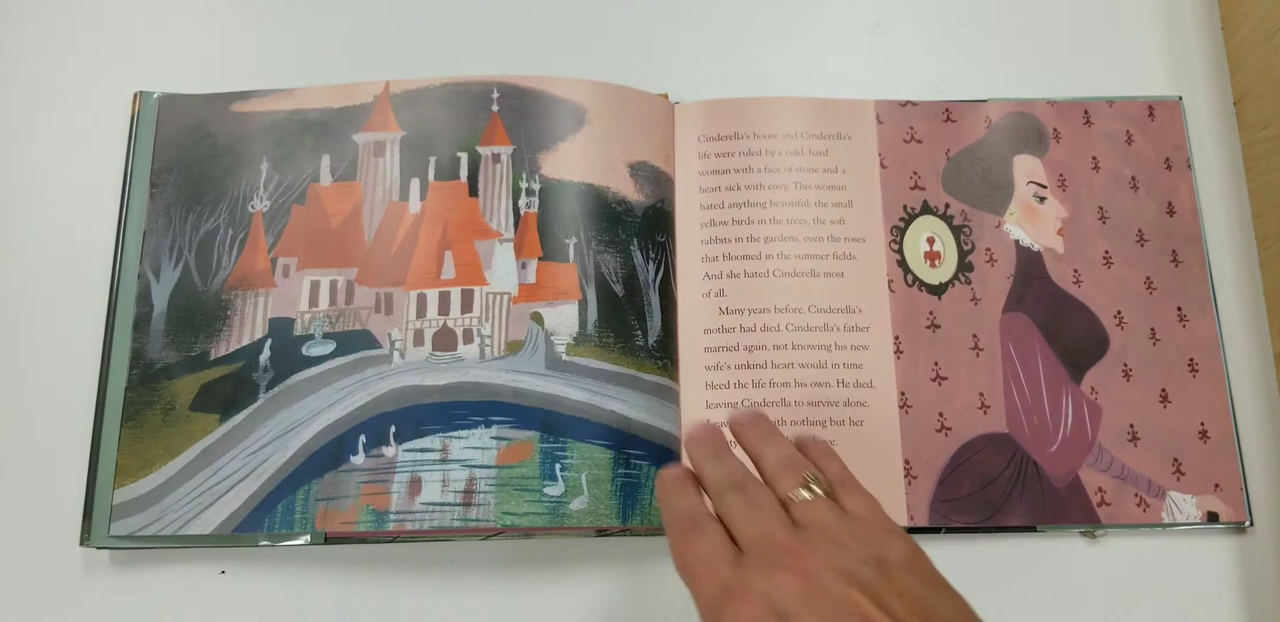 Cinderella's house and Cinderella's
life were ruled by a cold, hard
woman with a face of stone and a
heart sick with envy. This woman
hated anything beautiful: the small
yellow birds in the trees, the soft
rabbits in the gardens, even the roses
that bloomed in the summer fields.
And she hated Cinderella most
of all.
Many years before, Cinderella's
mother had died. Cinderella's father
married again, not knowing his new
wife's unkind heart would in time
bleed the life from his own. He died,
leaving Cinderella to survive alone.
with nothing but her